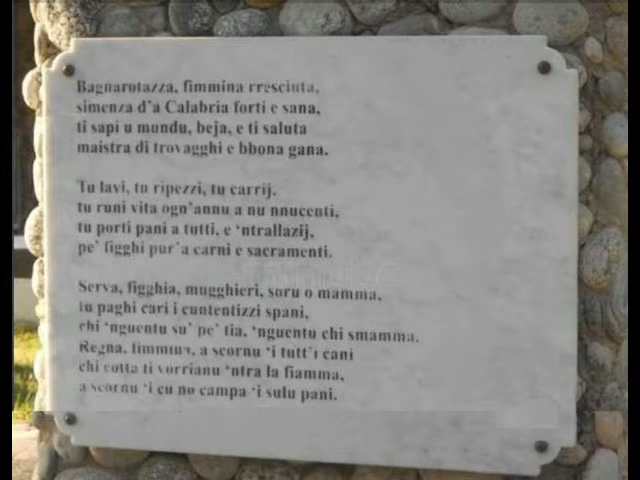 Bagnarotazza, fimmina rresciuta,
simenza d'a Calabria forti e sana,
ti sapi u mundu, beja, e ti saluta
maistra di trovagghi e bbona gana.
Tu lavi, tu ripezzi, tu carrij.
tu runi vita ogn'annu a nu nnucenti,
tu porti pani a tutti, e 'ntrallazij,
pe' figghi pur'a carni e sacramenti.
Serva, figghia, mugghieri, soru o mamma,
tu paghi cari i cuntentizzi spani,
chi 'nguentu su' pe' tia, 'nguentu chi smamma.
Regna, fimmina, a scornu 'i tutt'i cani
chi cotta ti vorrianu 'ntra la fiamma,
a scornu 'i cu no campa 'i sulu pani.